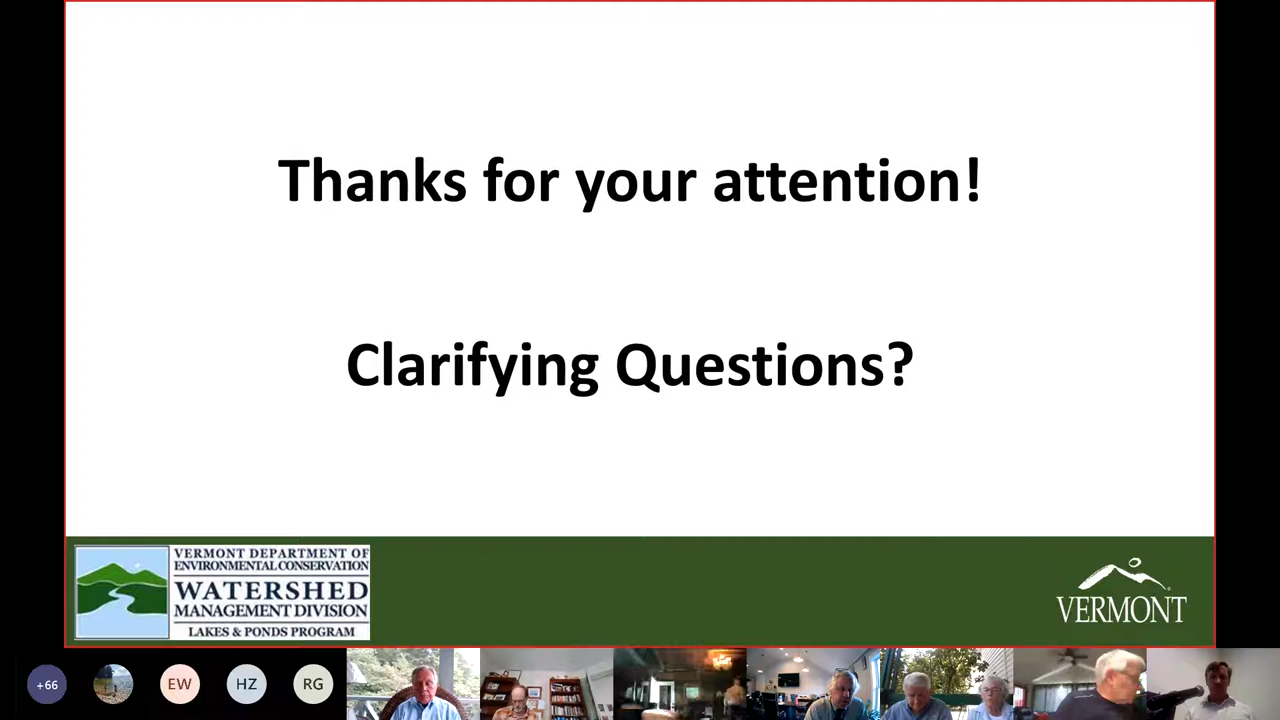 Thanks for your attention!
Clarifying Questions?
VERMONT DEPARTMENT OF
ENVIRONMENTAL CONSERVATION
WATERSHED
MANAGEMENT DIVISION
LAKES & PONDS PROGRAM
VERMONT
+66
EW
HZ
RG